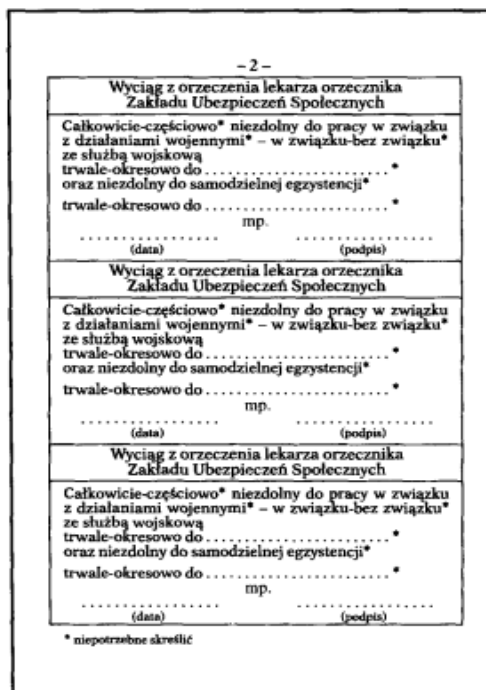 – 2 –
Wyciąg z orzeczenia lekarza orzecznika
Zakładu Ubezpieczeń Społecznych
Całkowicie-częściowo* niezdolny do pracy w związku
z działaniami wojennymi* – w związku-bez związku*
ze służbą wojskową
trwale-okresowo do . . . . . . . . . . . . . . . . . . . . . . . . . *
oraz niezdolny do samodzielnej egzystencji*
trwale-okresowo do . . . . . . . . . . . . . . . . . . . . . . . . . *
mp.
. . . . . . . . . . . . . . . . . . . . . . . . . . . . . . . .
(data) (podpis)
Wyciąg z orzeczenia lekarza orzecznika
Zakładu Ubezpieczeń Społecznych
Całkowicie-częściowo* niezdolny do pracy w związku
z działaniami wojennymi* – w związku-bez związku*
ze służbą wojskową
trwale-okresowo do . . . . . . . . . . . . . . . . . . . . . . . . . *
oraz niezdolny do samodzielnej egzystencji*
trwale-okresowo do . . . . . . . . . . . . . . . . . . . . . . . . . *
mp.
. . . . . . . . . . . . . . . . . . . . . . . . . . . . . . . .
(data) (podpis)
Wyciąg z orzeczenia lekarza orzecznika
Zakładu Ubezpieczeń Społecznych
Całkowicie-częściowo* niezdolny do pracy w związku
z działaniami wojennymi* – w związku-bez związku*
ze służbą wojskową
trwale-okresowo do . . . . . . . . . . . . . . . . . . . . . . . . . *
oraz niezdolny do samodzielnej egzystencji*
trwale-okresowo do . . . . . . . . . . . . . . . . . . . . . . . . . *
mp.
. . . . . . . . . . . . . . . . . . . . . . . . . . . . . . . .
(data) (podpis)
* niepotrzebne skreślić